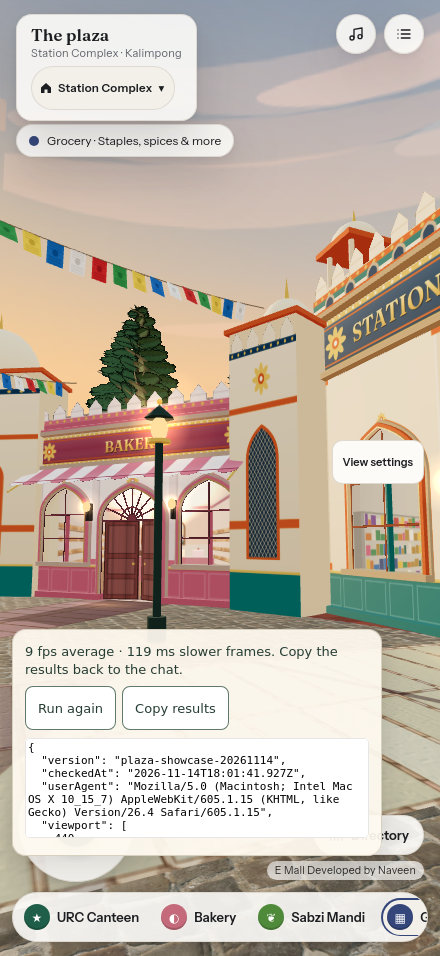 The plaza
Station Complex · Kalimpong
Station Complex ▾
Grocery · Staples, spices & more
STATION
BAKER
View settings
9 fps average · 119 ms slower frames. Copy the
results back to the chat.
Run again
Copy results
{
"version": "plaza-showcase-20261114",
"checkedAt": "2026-11-14T18:01:41.927Z",
"userAgent": "Mozilla/5.0 (Macintosh; Intel Mac
OS X 10_15_7) AppleWebKit/605.1.15 (KHTML, like
Gecko) Version/26.4 Safari/605.1.15",
"viewport": [
E Mall Developed by Naveen
URC Canteen
Bakery
Sabzi Mandi